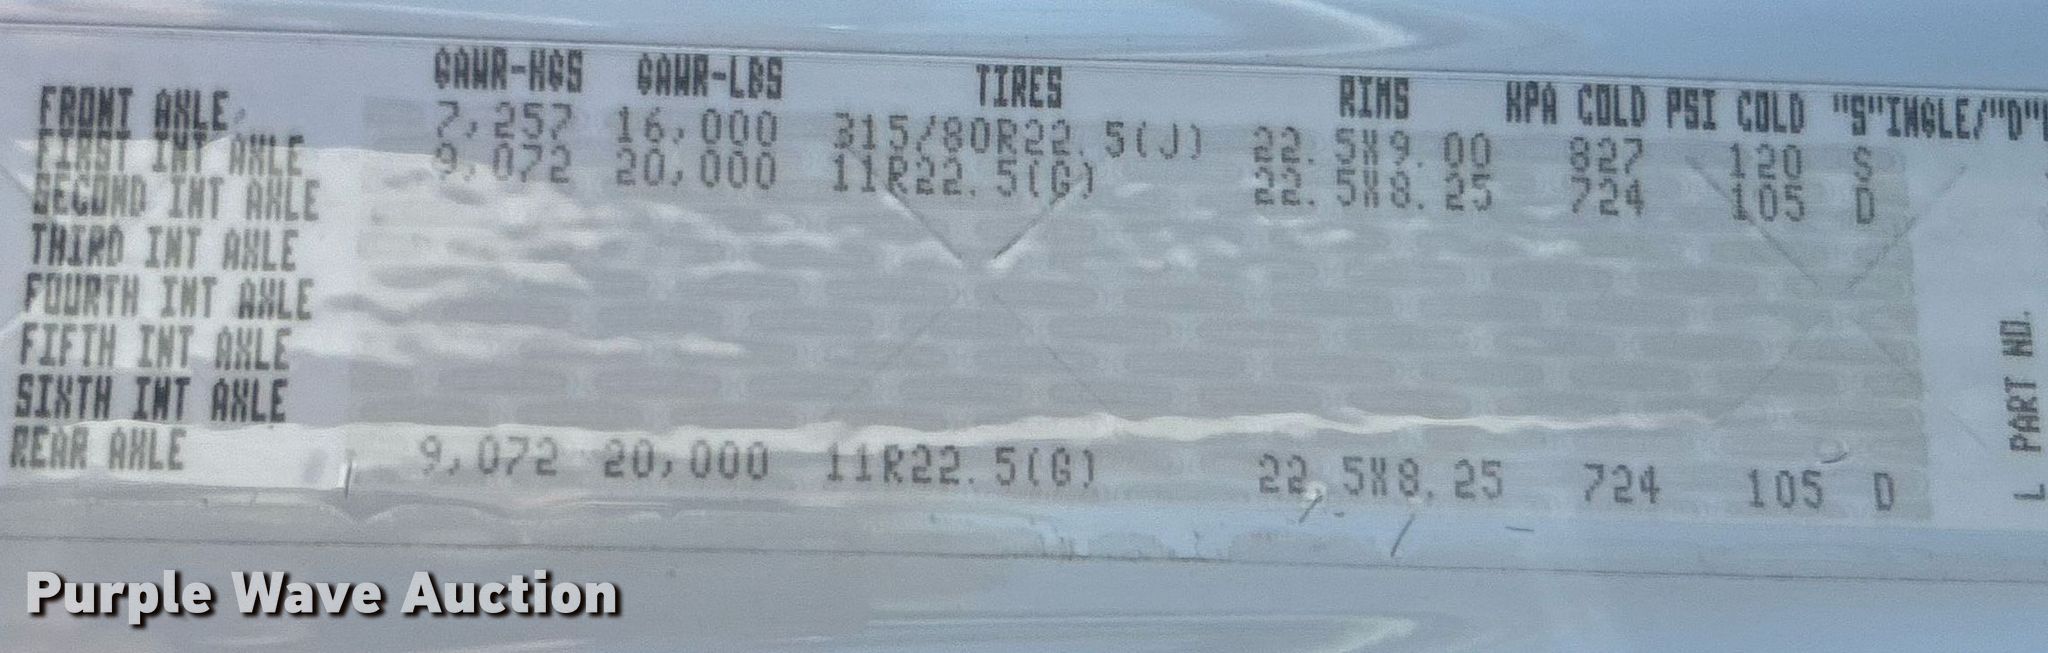 GAWR-KGS GAWR-LBS TIRES RIMS KPA COLD PSI COLD "S"INGLE/"D"
FRONT AXLE 7,257 16,000 315/80R22.5(J) 22.5X9.00 827 120 S
FIRST INT AXLE 9,072 20,000 11R22.5(G) 22.5X8.25 724 105 D
SECOND INT AXLE
THIRD INT AXLE
FOURTH INT AXLE
FIFTH INT AXLE
SIXTH INT AXLE
REAR AXLE 9,072 20,000 11R22.5(G) 22.5X8.25 724 105 D
L PART NO.
Purple Wave Auction